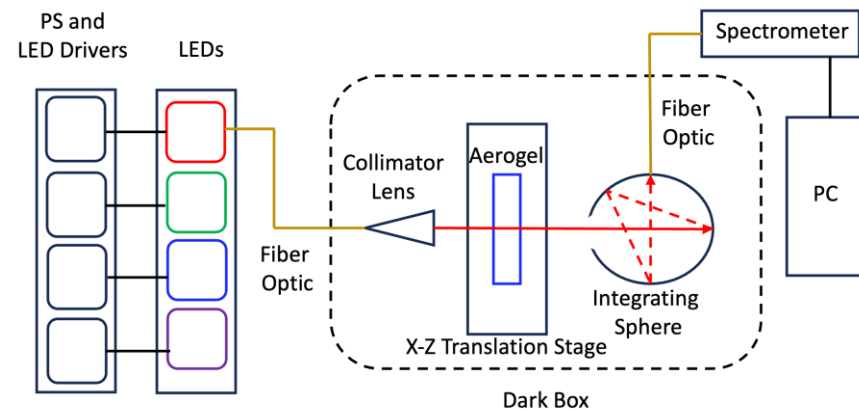 PS and
LED Drivers
LEDs
Spectrometer
Fiber
Optic
Collimator
Lens
Aerogel
PC
Fiber
Optic
Integrating
Sphere
X-Z Translation Stage
Dark Box